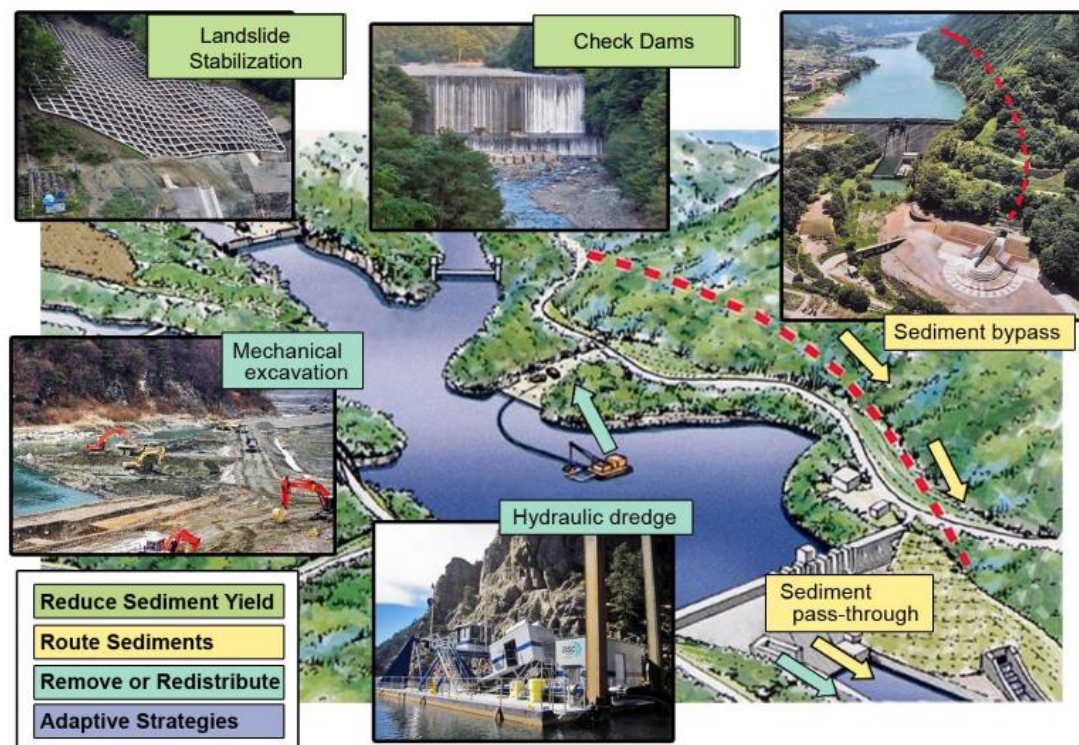 Landslide
Stabilization
Check Dams
Sediment bypass
Mechanical
excavation
Hydraulic dredge
Sediment
pass-through
Reduce Sediment Yield
Route Sediments
Remove or Redistribute
Adaptive Strategies